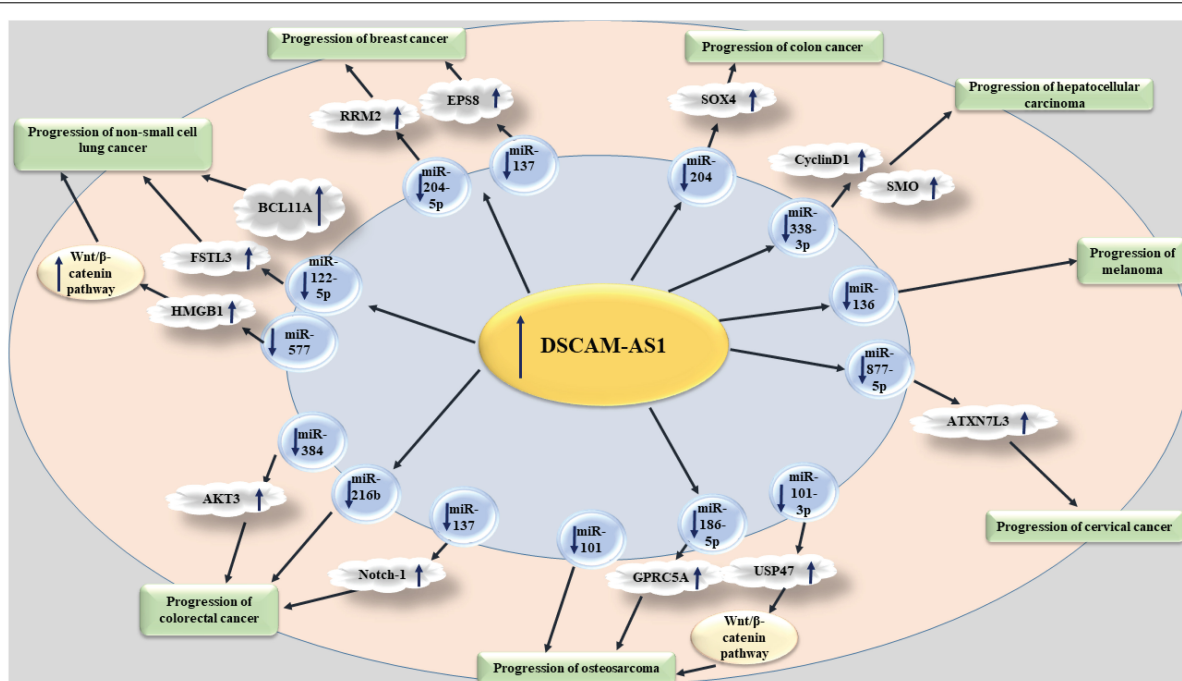 Progression of breast cancer
Progression of colon cancer
Progression of hepatocellular
carcinoma
EPS8
SOX4
RRM2
Progression of non-small cell
lung cancer
miR-
137
miR-
204-
5p
miR-
204
CyclinD1
SMO
BCL11A
miR-
338-
3p
Wnt/β-
catenin
pathway
FSTL3
miR-
122-
5p
Progression of
melanoma
HMGB1
miR-
577
miR-
136
DSCAM-AS1
miR-
877-
5p
ATXN7L3
miR-
384
miR-
216b
miR-
137
miR-
101
miR-
186-
5p
miR-
101-
3p
AKT3
Progression of cervical cancer
Notch-1
GPRC5A
USP47
Progression of
colorectal cancer
Wnt/β-
catenin
pathway
Progression of osteosarcoma